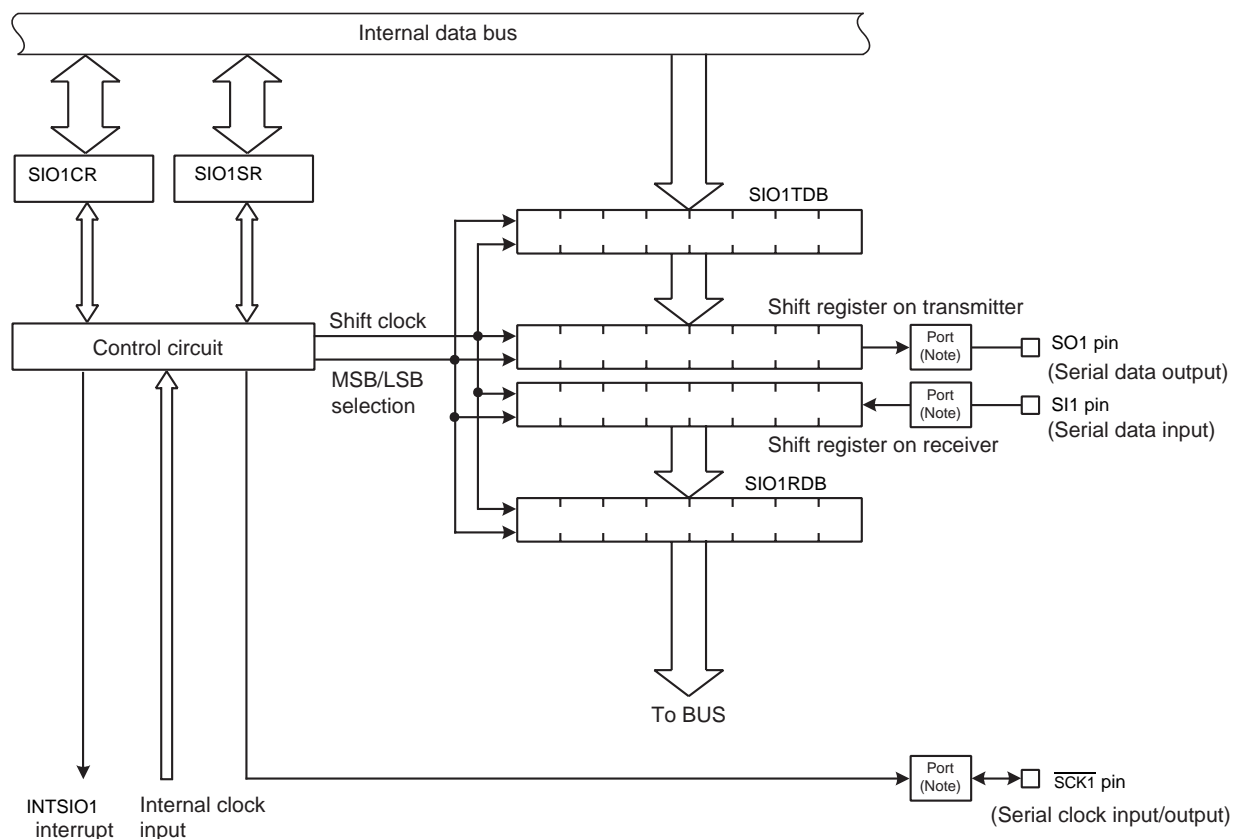 Internal data bus
SIO1CR
SIO1SR
SIO1TDB
Shift register on transmitter
Shift clock
Control circuit
MSB/LSB
selection
Port
(Note)
SO1 pin
(Serial data output)
Port
(Note)
SI1 pin
(Serial data input)
Shift register on receiver
SIO1RDB
To BUS
Port
(Note)
SCK1 pin
(Serial clock input/output)
INTSIO1
interrupt
Internal clock
input